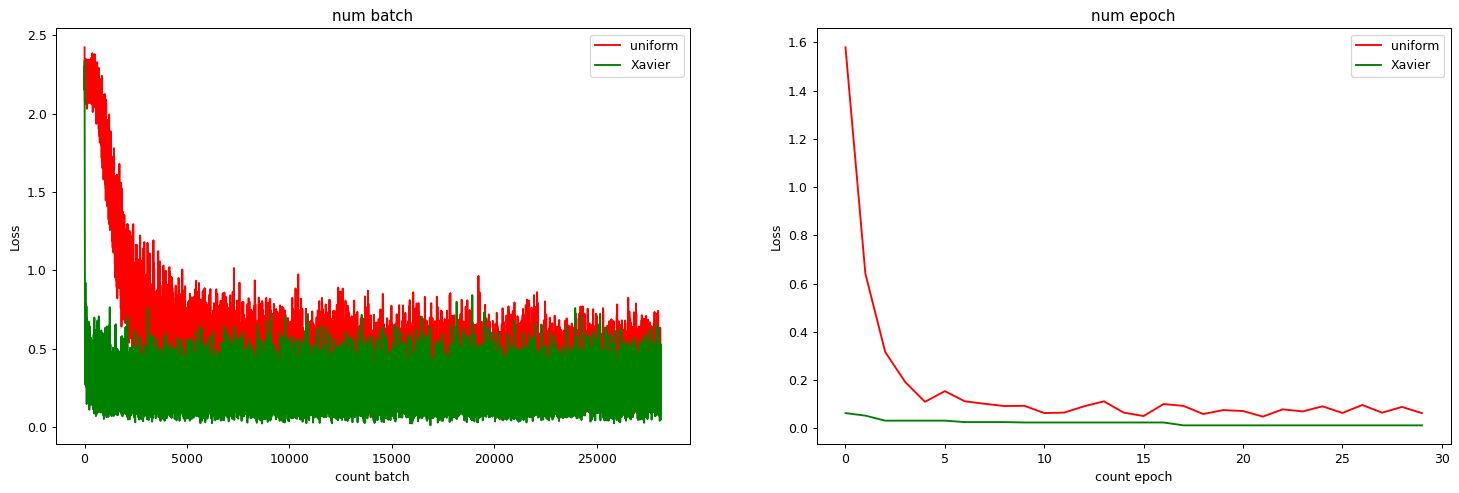 num batch
2.5
2.0
1.5
1.0
0.5
0.0
Loss
uniform
Xavier
0 5000 10000 15000 20000 25000
count batch
num epoch
1.6
1.4
1.2
1.0
0.8
0.6
0.4
0.2
0.0
Loss
uniform
Xavier
0 5 10 15 20 25 30
count epoch